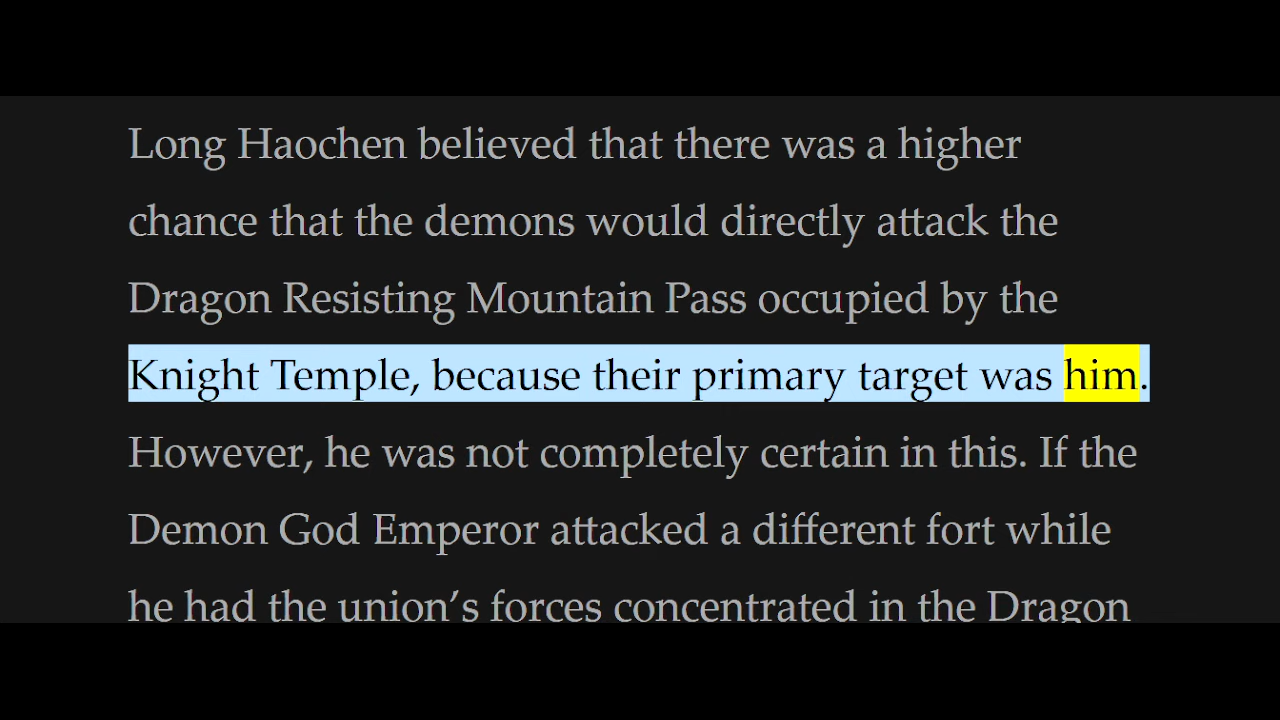 Long Haochen believed that there was a higher
chance that the demons would directly attack the
Dragon Resisting Mountain Pass occupied by the
Knight Temple, because their primary target was him.
However, he was not completely certain in this. If the
Demon God Emperor attacked a different fort while
he had the union’s forces concentrated in the Dragon